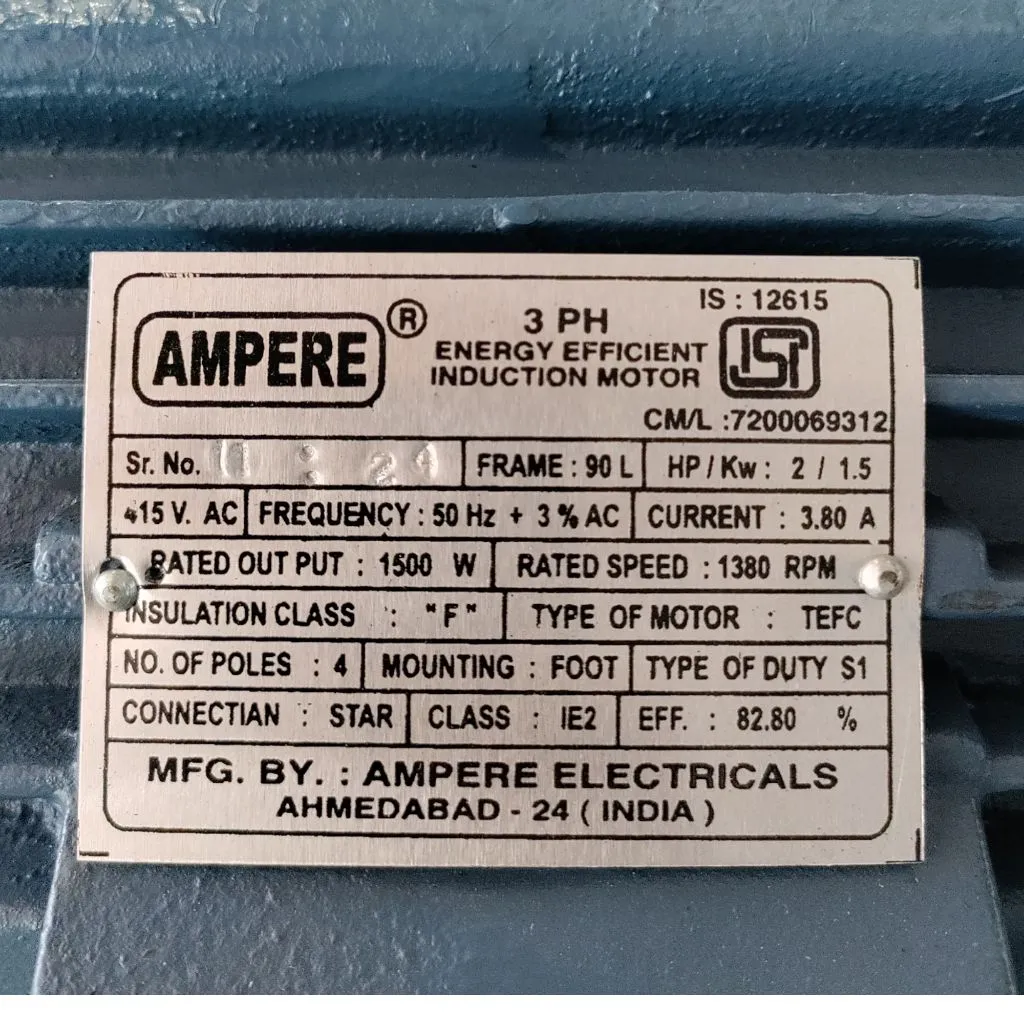 AMPERE ®
3 PH
ENERGY EFFICIENT
INDUCTION MOTOR
IS : 12615
ISI
CM/L :7200069312
Sr. No. FRAME : 90 L HP / Kw : 2 / 1.5
415 V. AC FREQUENCY : 50 Hz + 3 % AC CURRENT : 3.80 A
RATED OUT PUT : 1500 W RATED SPEED : 1380 RPM
INSULATION CLASS : "F" TYPE OF MOTOR : TEFC
NO. OF POLES : 4 MOUNTING : FOOT TYPE OF DUTY S1
CONNECTIAN : STAR CLASS : IE2 EFF. : 82.80 %
MFG. BY. : AMPERE ELECTRICALS
AHMEDABAD - 24 ( INDIA )